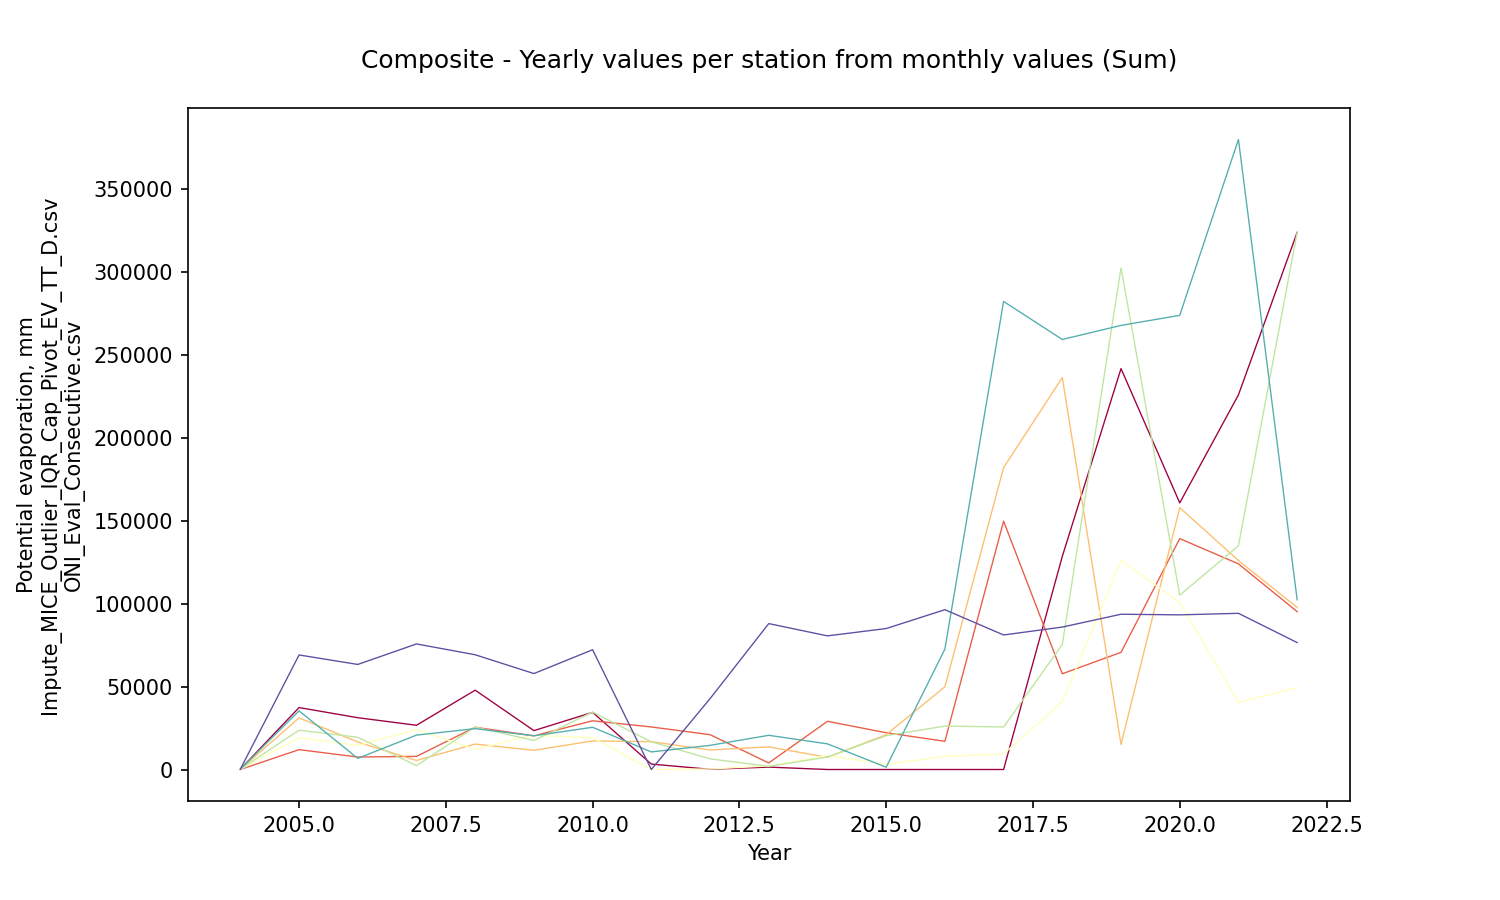 Composite - Yearly values per station from monthly values (Sum)
Potential evaporation, mm
Impute_MICE_Outlier_IQR_Cap_Pivot_EV_TT_D.csv
ONI_Eval_Consecutive.csv
350000
300000
250000
200000
150000
100000
50000
0
2005.0 2007.5 2010.0 2012.5 2015.0 2017.5 2020.0 2022.5
Year